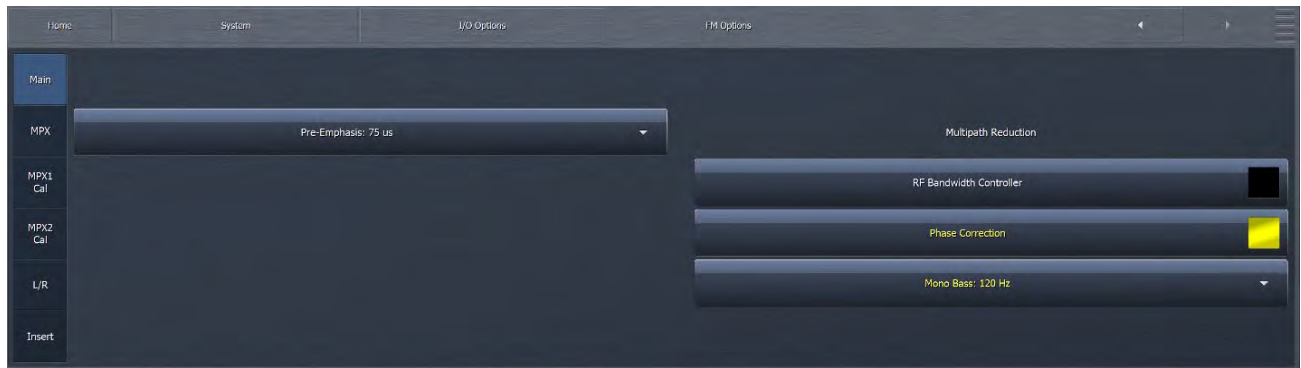 Home
System
I/O Options
FM Options
Main
MPX
Pre-Emphasis: 75 us
Multipath Reduction
MPX1
Cal
RF Bandwidth Controller
MPX2
Cal
Phase Correction
L/R
Mono Bass: 120 Hz
Insert